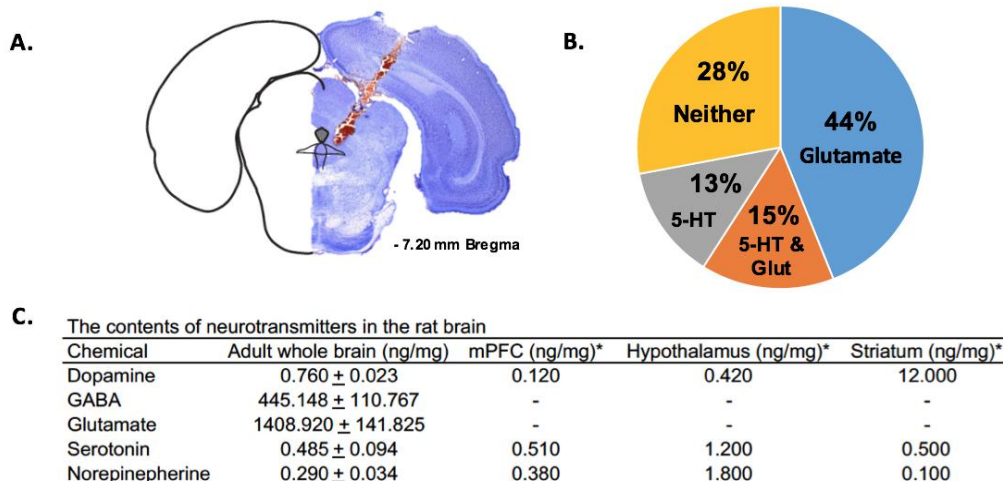 A.
- 7.20 mm Bregma
B.
28%
Neither
44%
Glutamate
13%
5-HT
15%
5-HT &
Glut
C.
The contents of neurotransmitters in the rat brain
Chemical Adult whole brain (ng/mg) mPFC (ng/mg)* Hypothalamus (ng/mg)* Striatum (ng/mg)*
Dopamine 0.760 ± 0.023 0.120 0.420 12.000
GABA 445.148 ± 110.767 - - -
Glutamate 1408.920 ± 141.825 - - -
Serotonin 0.485 ± 0.094 0.510 1.200 0.500
Norepinepherine 0.290 ± 0.034 0.380 1.800 0.100